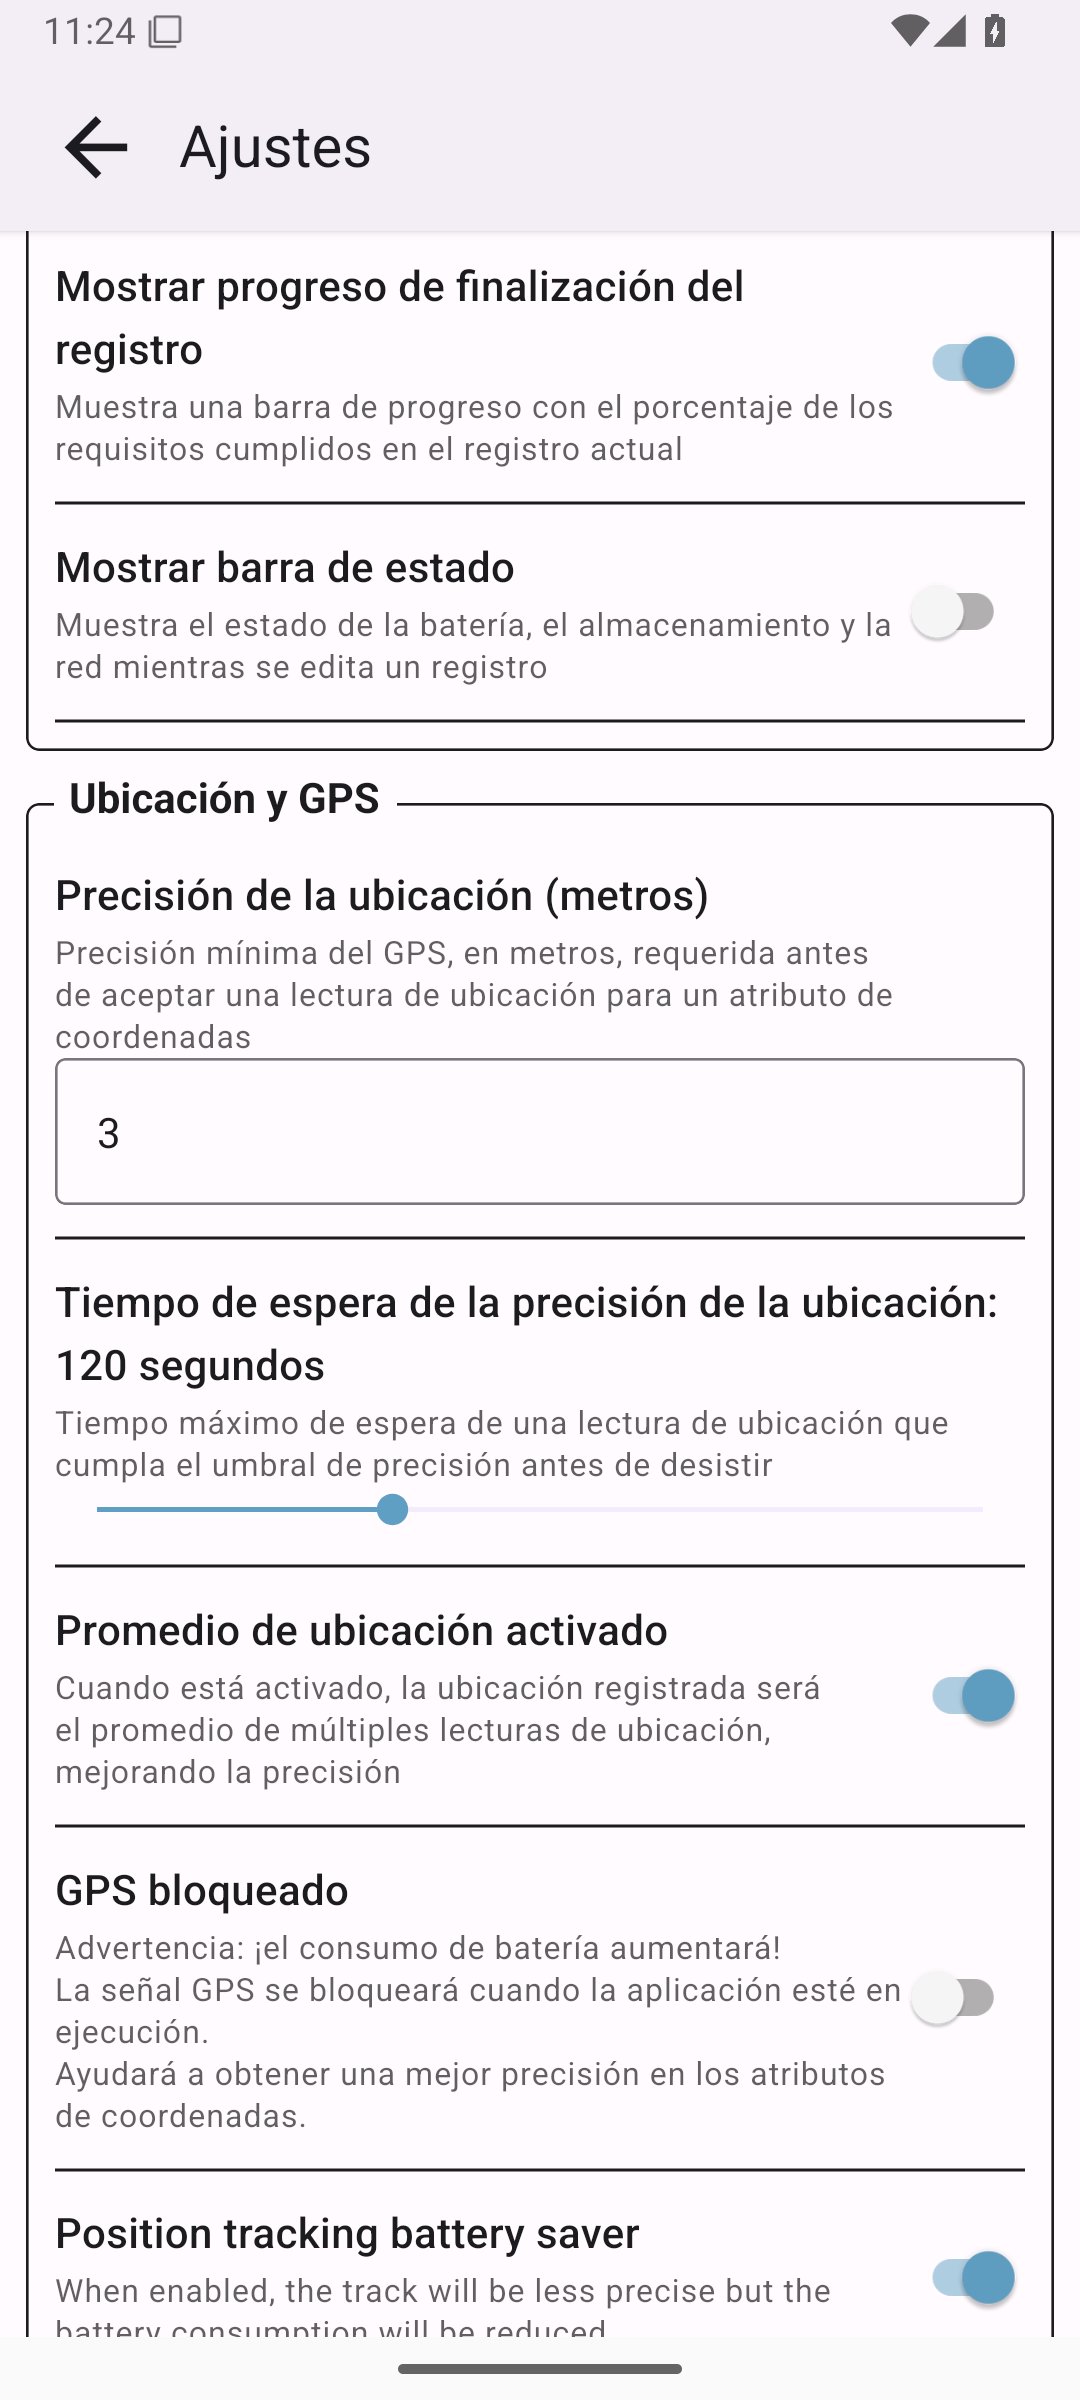 11:24
Ajustes
Mostrar progreso de finalización del
registro
Muestra una barra de progreso con el porcentaje de los
requisitos cumplidos en el registro actual
Mostrar barra de estado
Muestra el estado de la batería, el almacenamiento y la
red mientras se edita un registro
Ubicación y GPS
Precisión de la ubicación (metros)
Precisión mínima del GPS, en metros, requerida antes
de aceptar una lectura de ubicación para un atributo de
coordenadas
3
Tiempo de espera de la precisión de la ubicación:
120 segundos
Tiempo máximo de espera de una lectura de ubicación que
cumpla el umbral de precisión antes de desistir
Promedio de ubicación activado
Cuando está activado, la ubicación registrada será
el promedio de múltiples lecturas de ubicación,
mejorando la precisión
GPS bloqueado
Advertencia: ¡el consumo de batería aumentará!
La señal GPS se bloqueará cuando la aplicación esté en
ejecución.
Ayudará a obtener una mejor precisión en los atributos
de coordenadas.
Position tracking battery saver
When enabled, the track will be less precise but the
battery consumption will be reduced